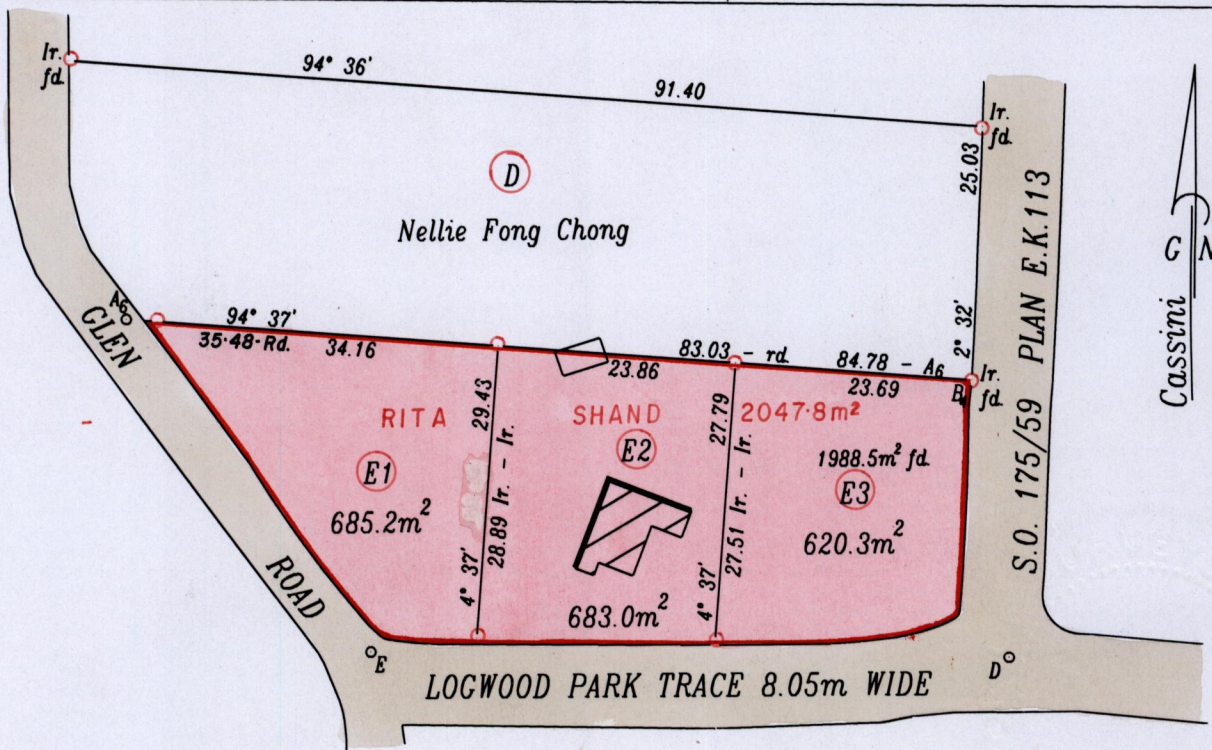 Ir.
fd.
94° 36'
91.40
Ir.
fd.
25.03
D
Nellie Fong Chong
2° 32'
S.O. 175/59 PLAN E.K.113
G N
Cassini
A6
GLEN
ROAD
94° 37'
35·48·Rd.
34.16
23.86
83.03 - rd.
84.78 - A6
23.69
B
Ir.
fd.
RITA SHAND 2047·8m²
29.43
28.89 Ir. - Ir.
4° 37'
27.79
27.51 Ir. - Ir.
4° 37'
E1
685.2m²
E2
683.0m²
1988.5m² fd.
E3
620.3m²
E
D
LOGWOOD PARK TRACE 8.05m WIDE